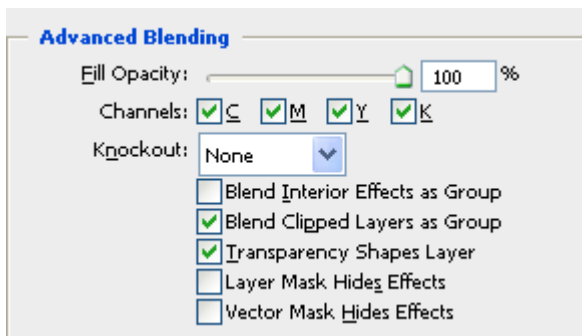 Advanced Blending
Fill Opacity: 100 %
Channels: C M Y K
Knockout: None
Blend Interior Effects as Group
Blend Clipped Layers as Group
Transparency Shapes Layer
Layer Mask Hides Effects
Vector Mask Hides Effects